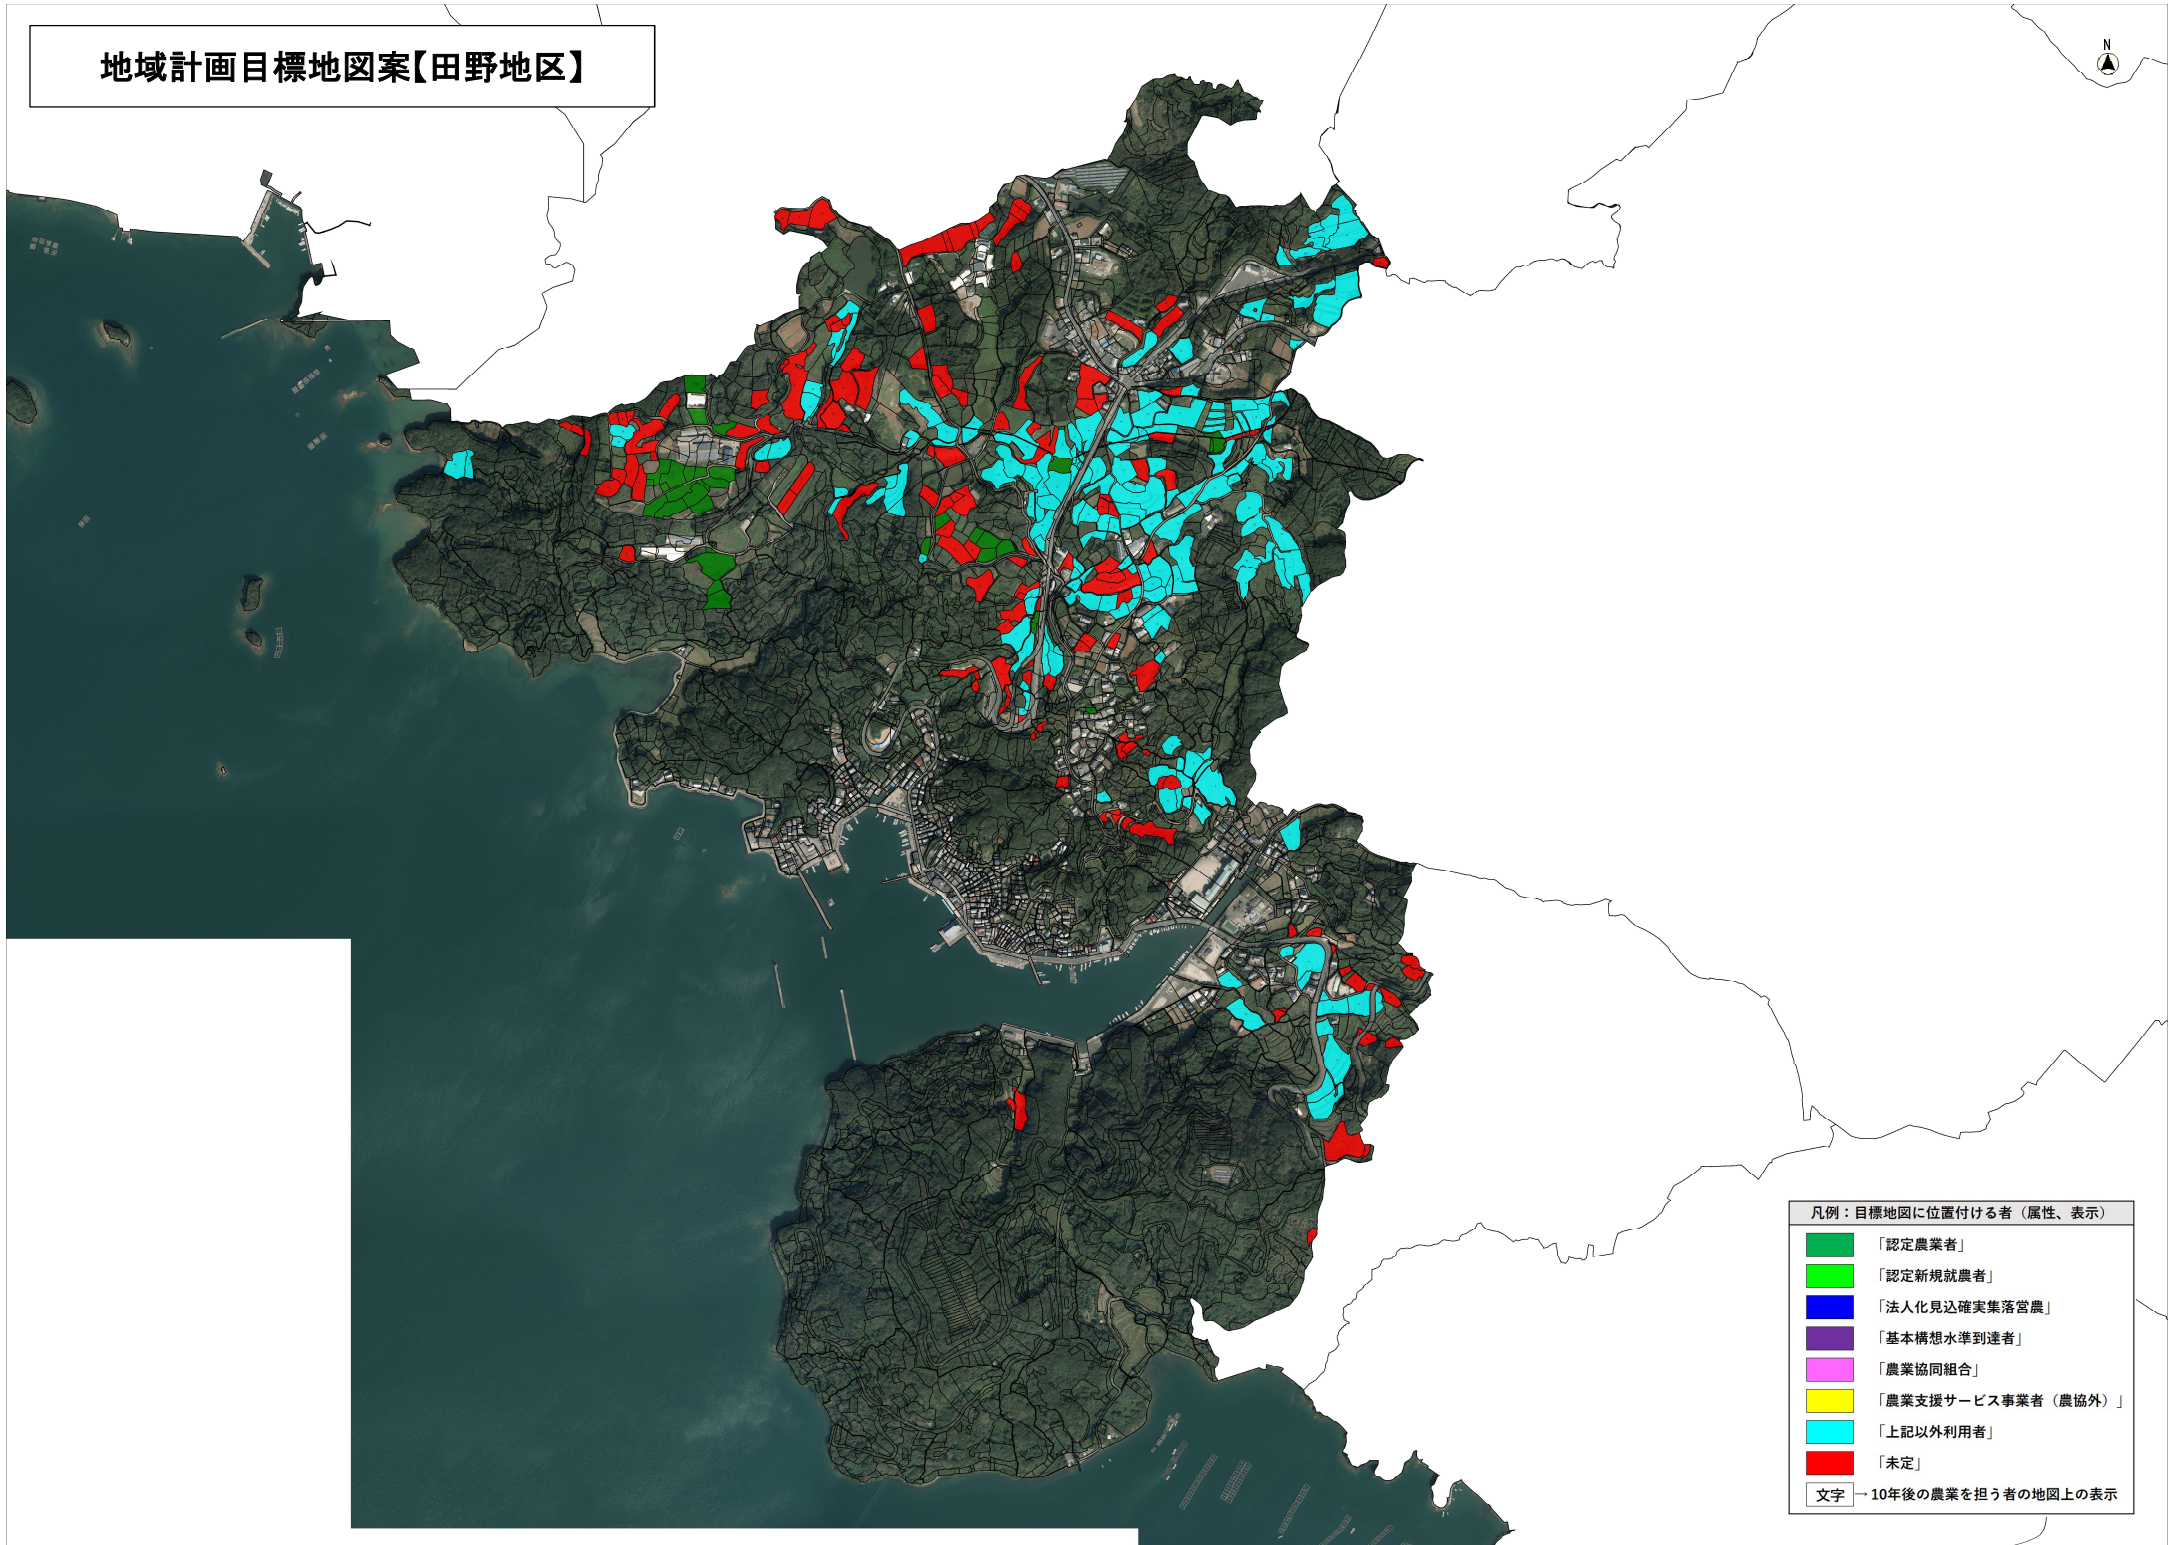 地域計画目標地図案【田野地区】
N
凡例：目標地図に位置付ける者（属性、表示）
「認定農業者」
「認定新規就農者」
「法人化見込確実集落営農」
「基本構想水準到達者」
「農業協同組合」
「農業支援サービス事業者（農協外）」
「上記以外利用者」
「未定」
文字→10年後の農業を担う者の地図上の表示